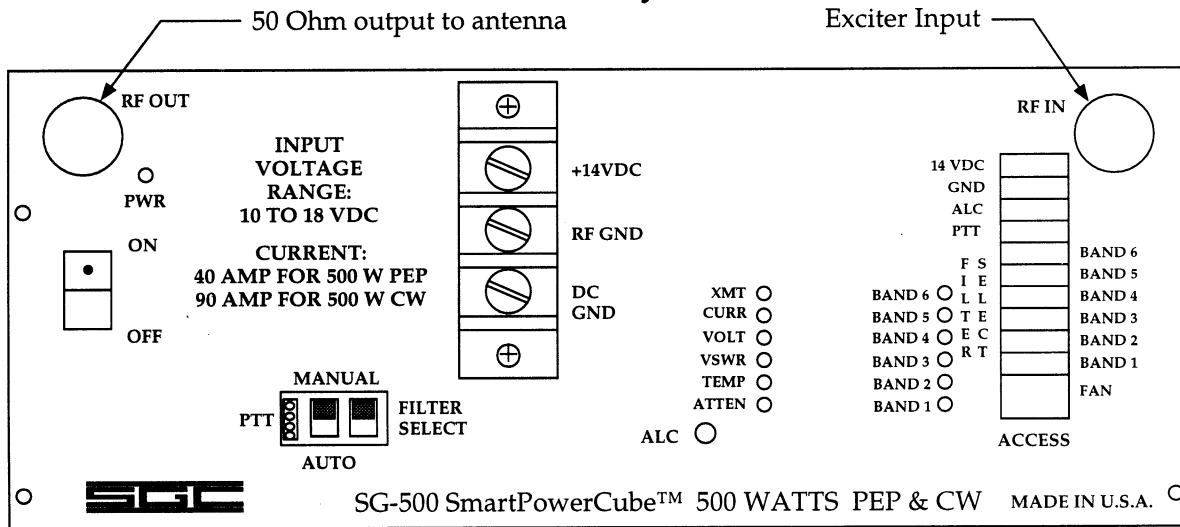 50 Ohm output to antenna
Exciter Input
RF OUT
PWR
ON
OFF
INPUT
VOLTAGE
RANGE:
10 TO 18 VDC
CURRENT:
40 AMP FOR 500 W PEP
90 AMP FOR 500 W CW
+14VDC
RF GND
DC
GND
MANUAL
PTT
FILTER
SELECT
AUTO
XMT
CURR
VOLT
VSWR
TEMP
ATTEN
ALC
BAND 6
BAND 5
BAND 4
BAND 3
BAND 2
BAND 1
FILTER
SELECT
RF IN
14 VDC
GND
ALC
PTT
BAND 6
BAND 5
BAND 4
BAND 3
BAND 2
BAND 1
FAN
ACCESS
SGC
SG-500 SmartPowerCube™ 500 WATTS PEP & CW
MADE IN U.S.A.